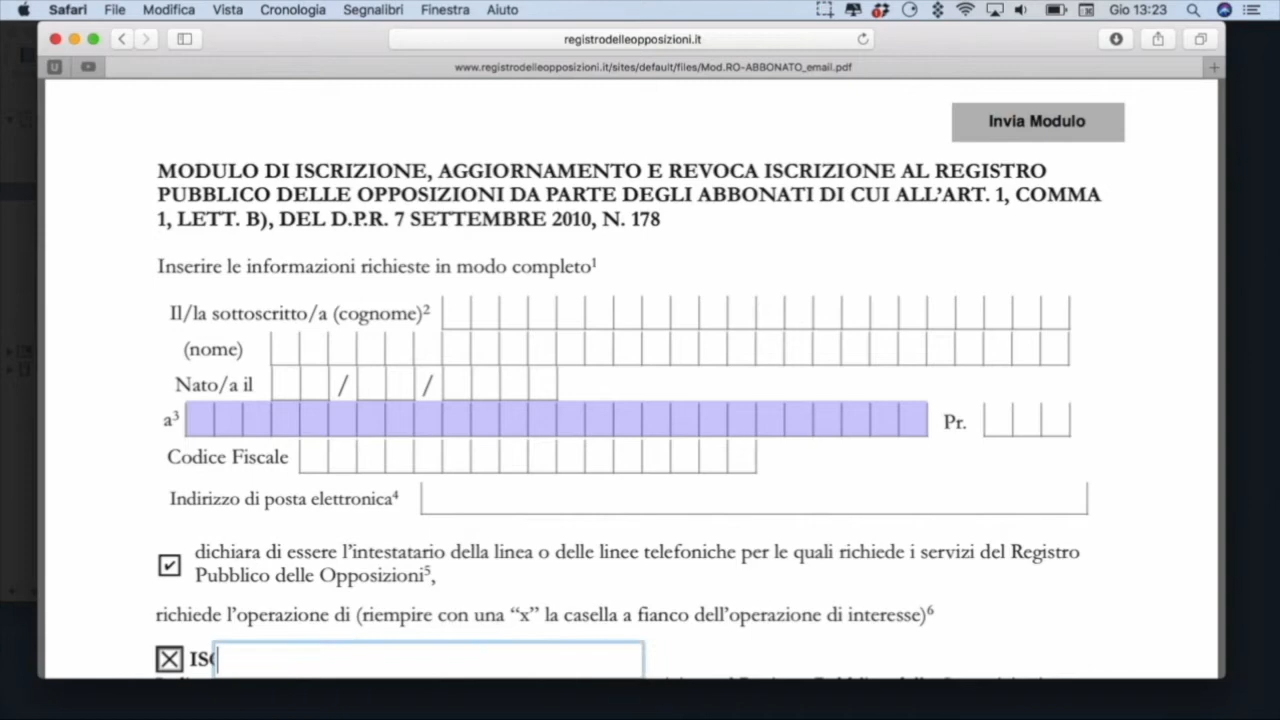 Safari File Modifica Vista Cronologia Segnalibri Finestra Aiuto Gio 13:23
registrodelleopposizioni.it
www.registrodelleopposizioni.it/sites/default/files/Mod.RO-ABBONATO_email.pdf
Invia Modulo
MODULO DI ISCRIZIONE, AGGIORNAMENTO E REVOCA ISCRIZIONE AL REGISTRO
PUBBLICO DELLE OPPOSIZIONI DA PARTE DEGLI ABBONATI DI CUI ALL'ART. 1, COMMA
1, LETT. B), DEL D.P.R. 7 SETTEMBRE 2010, N. 178
Inserire le informazioni richieste in modo completo¹
Il/la sottoscritto/a (cognome)²
(nome)
Nato/a il / /
a³ Pr.
Codice Fiscale
Indirizzo di posta elettronica⁴
dichiara di essere l'intestatario della linea o delle linee telefoniche per le quali richiede i servizi del Registro
Pubblico delle Opposizioni⁵,
richiede l'operazione di (riempire con una "x" la casella a fianco dell'operazione di interesse)⁶